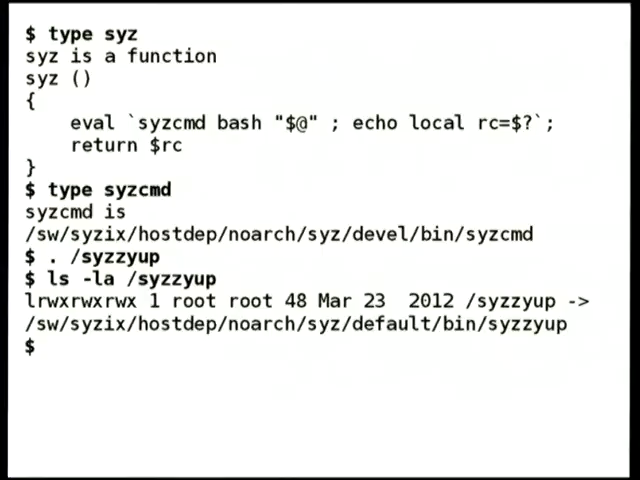 $ type syz
syz is a function
syz ()
{
    eval `syzcmd bash "$@" ; echo local rc=$?`;
    return $rc
}
$ type syzcmd
syzcmd is
/sw/syzix/hostdep/noarch/syz/devel/bin/syzcmd
$ . /syzzyup
$ ls -la /syzzyup
lrwxrwxrwx 1 root root 48 Mar 23  2012 /syzzyup ->
/sw/syzix/hostdep/noarch/syz/default/bin/syzzyup
$